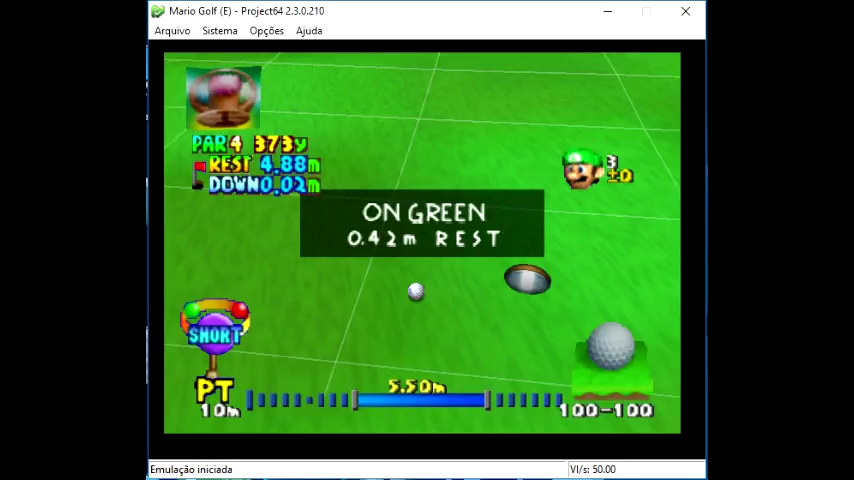 Mario Golf (E) - Project64 2.3.0.210
Arquivo Sistema Opções Ajuda
PAR4 373y
REST 4.88m
DOWN0.02m
3
±0
ON GREEN
0.42m REST
SHORT
PT
10m
5.50m
100-100
Emulação iniciada
VI/s: 50.00